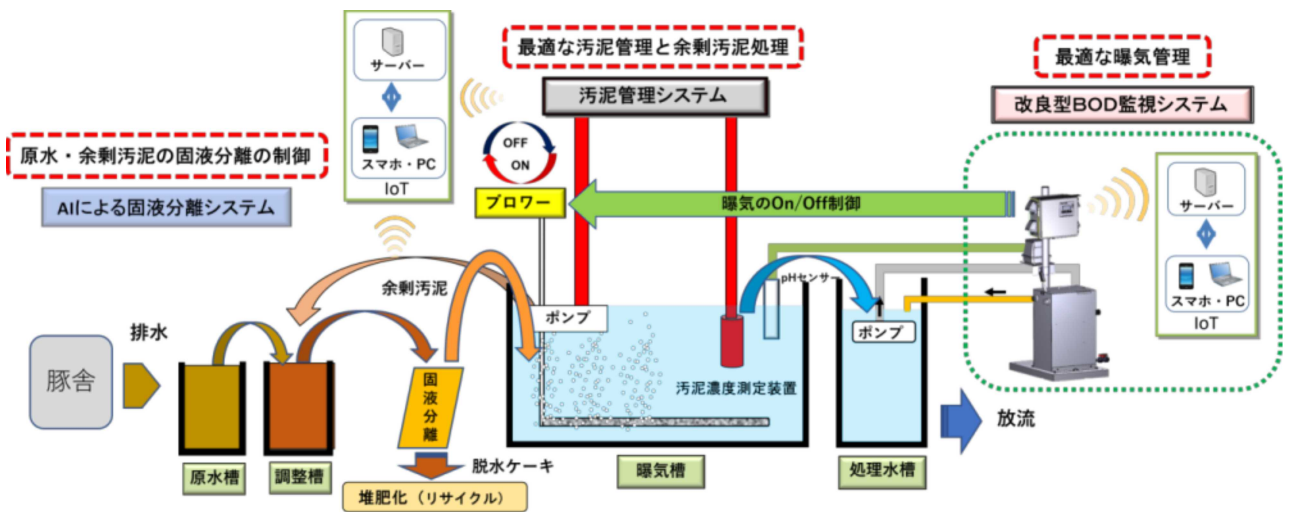 サーバー
スマホ・PC
IoT
最適な汚泥管理と余剰汚泥処理
汚泥管理システム
最適な曝気管理
改良型BOD監視システム
原水・余剰汚泥の固液分離の制御
AIによる固液分離システム
OFF
ON
ブロワー
曝気のOn/Off制御
サーバー
スマホ・PC
IoT
余剰汚泥
pHセンサー
ポンプ
ポンプ
排水
豚舎
固液分離
汚泥濃度測定装置
放流
脱水ケーキ
原水槽
調整槽
曝気槽
処理水槽
堆肥化（リサイクル）